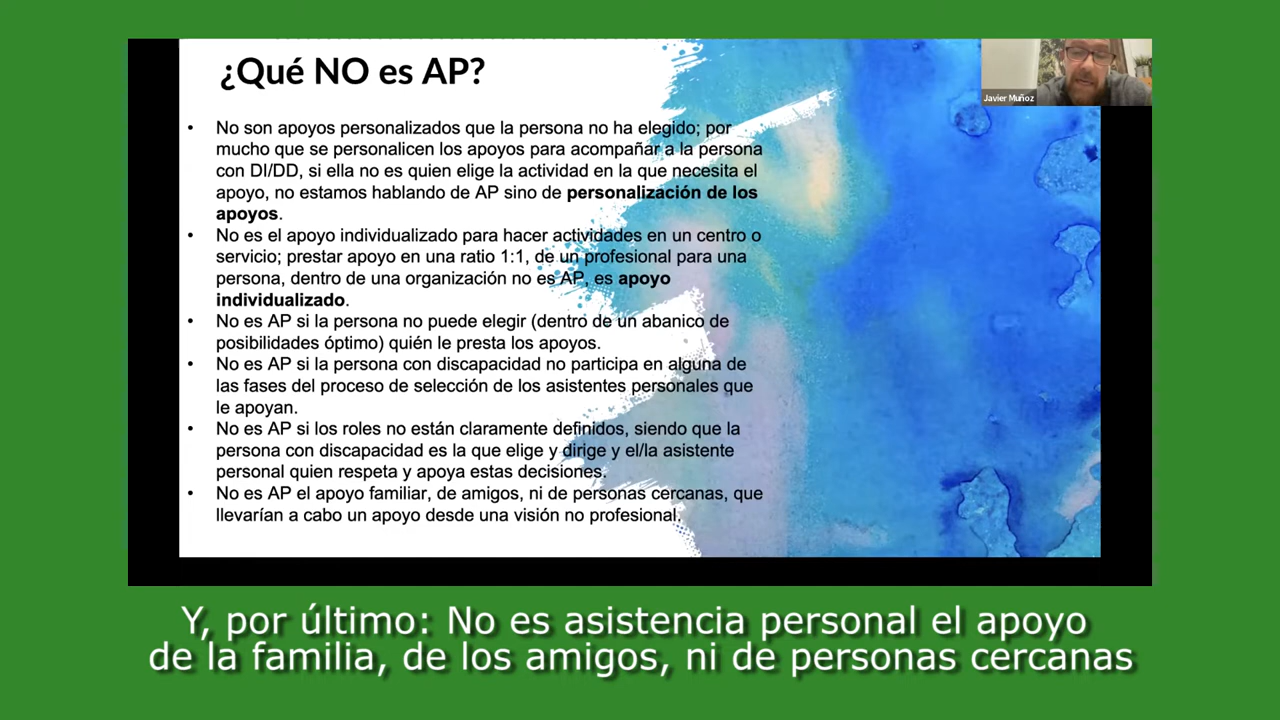 ¿Qué NO es AP?
Javier Muñoz
• No son apoyos personalizados que la persona no ha elegido; por
mucho que se personalicen los apoyos para acompañar a la persona
con DI/DD, si ella no es quien elige la actividad en la que necesita el
apoyo, no estamos hablando de AP sino de personalización de los
apoyos.
• No es el apoyo individualizado para hacer actividades en un centro o
servicio; prestar apoyo en una ratio 1:1, de un profesional para una
persona, dentro de una organización no es AP, es apoyo
individualizado.
• No es AP si la persona no puede elegir (dentro de un abanico de
posibilidades óptimo) quién le presta los apoyos.
• No es AP si la persona con discapacidad no participa en alguna de
las fases del proceso de selección de los asistentes personales que
le apoyan.
• No es AP si los roles no están claramente definidos, siendo que la
persona con discapacidad es la que elige y dirige y el/la asistente
personal quien respeta y apoya estas decisiones.
• No es AP el apoyo familiar, de amigos, ni de personas cercanas, que
llevarían a cabo un apoyo desde una visión no profesional.
Y, por último: No es asistencia personal el apoyo
de la familia, de los amigos, ni de personas cercanas